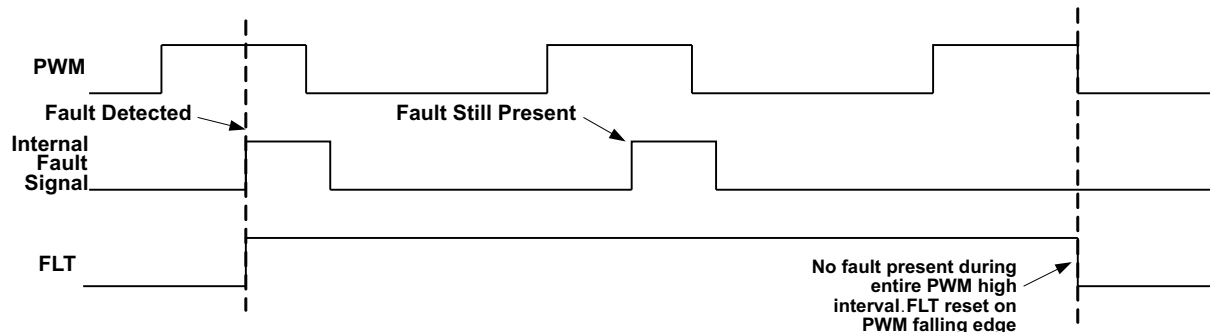 PWM
Fault Detected
Fault Still Present
Internal
Fault
Signal
FLT
No fault present during
entire PWM high
interval.FLT reset on
PWM falling edge